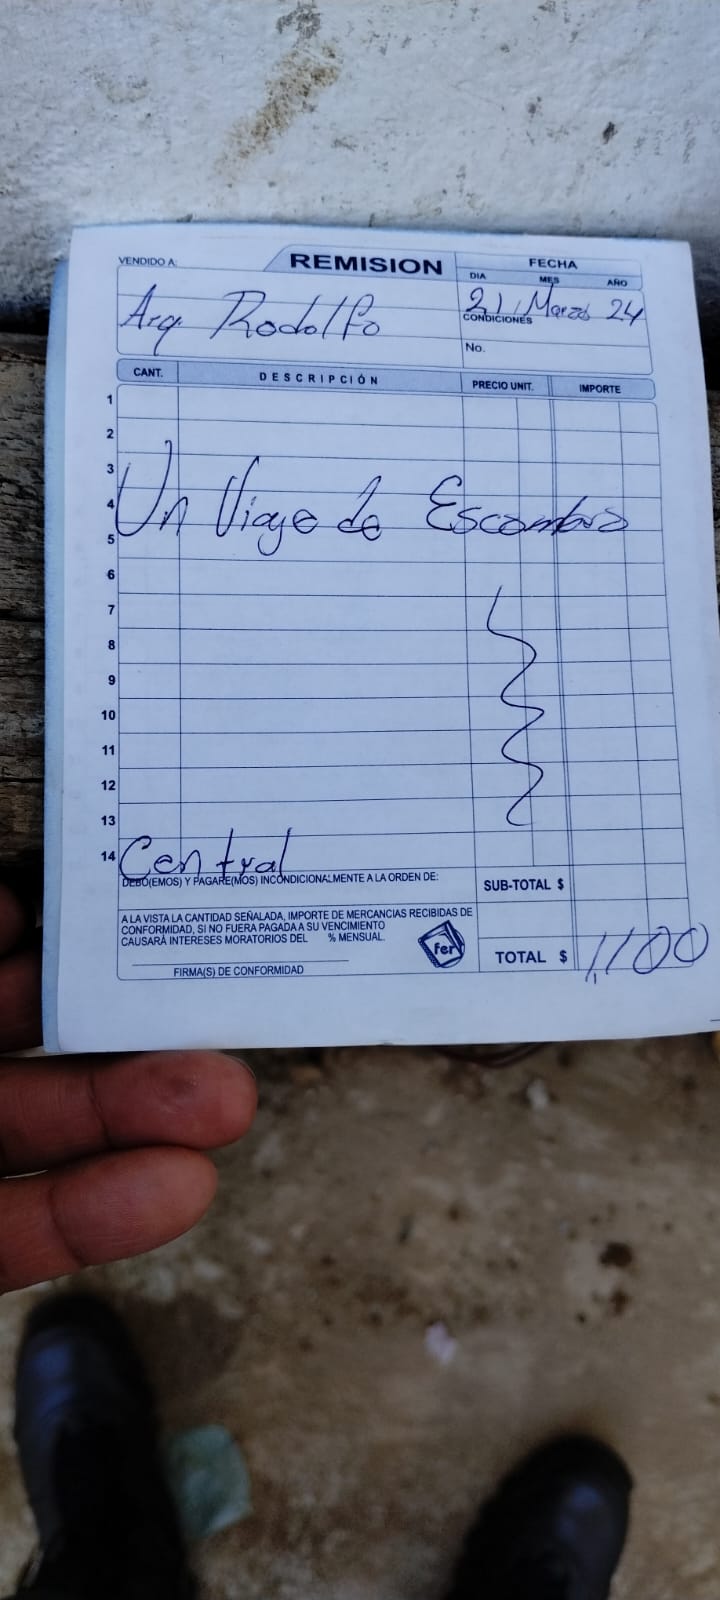 VENDIDO A:
REMISION
FECHA
DIA MES AÑO
Arq. Rodolfo
21 Marzo 24
CONDICIONES
No.
CANT. DESCRIPCIÓN PRECIO UNIT. IMPORTE
1
2
3
4
Un Viaje de Escombro
5
6
7
8
9
10
11
12
13
14
Central
DEBO(EMOS) Y PAGARE(MOS) INCONDICIONALMENTE A LA ORDEN DE:
SUB-TOTAL $
A LA VISTA LA CANTIDAD SEÑALADA, IMPORTE DE MERCANCIAS RECIBIDAS DE
CONFORMIDAD, SI NO FUERA PAGADA A SU VENCIMIENTO
CAUSARÁ INTERESES MORATORIOS DEL % MENSUAL.
fer
TOTAL $ 1,100
FIRMA(S) DE CONFORMIDAD